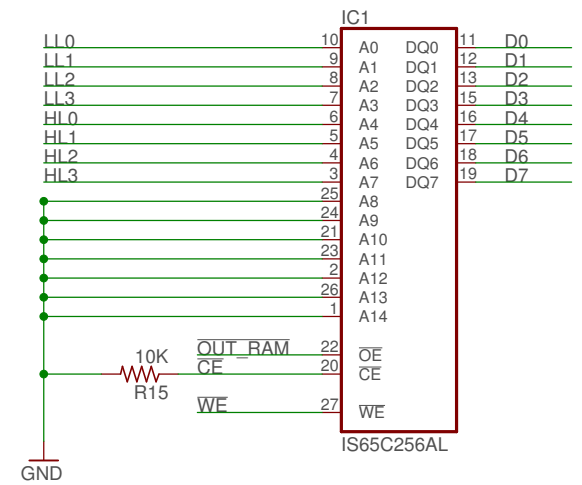 IC1
LL0 10 A0 DQ0 11 D0
LL1 9 A1 DQ1 12 D1
LL2 8 A2 DQ2 13 D2
LL3 7 A3 DQ3 15 D3
HL0 6 A4 DQ4 16 D4
HL1 5 A5 DQ5 17 D5
HL2 4 A6 DQ6 18 D6
HL3 3 A7 DQ7 19 D7
25 A8
24 A9
21 A10
23 A11
2 A12
26 A13
1 A14
OUT_RAM 22 OE
10K CE 20 CE
R15
WE 27 WE
IS65C256AL
GND